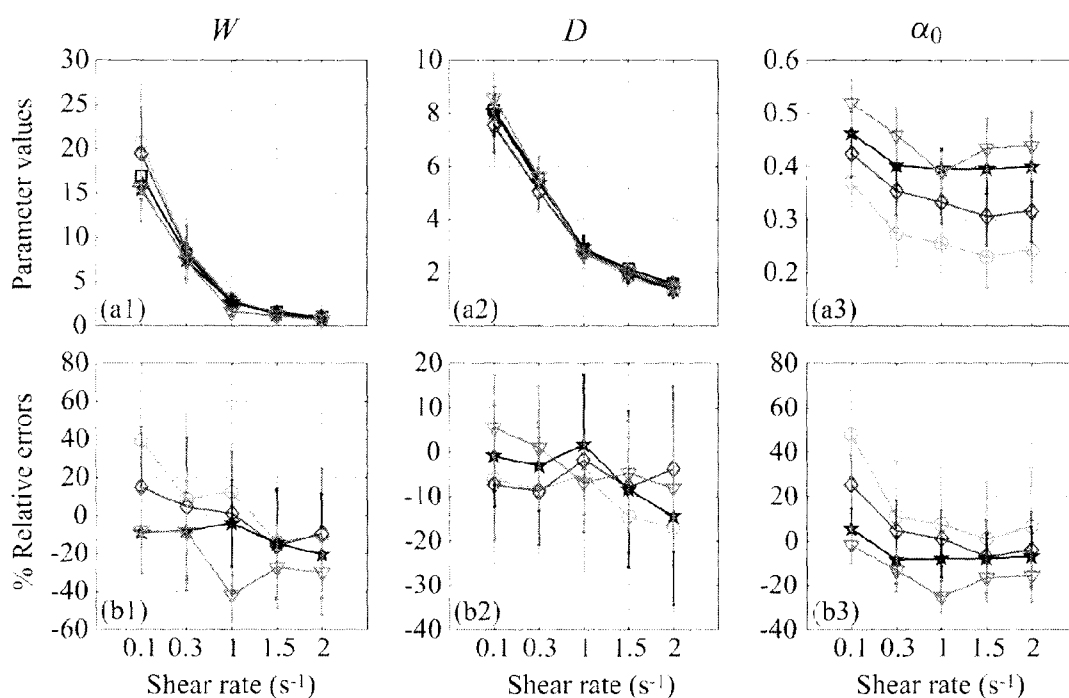 W D α₀
Parameter values
30
25
20
15
10
5
0
(a1)
10
8
6
4
2
(a2)
0.6
0.5
0.4
0.3
0.2
(a3)
% Relative errors
80
60
40
20
0
-20
-40
-60
(b1)
20
10
0
-10
-20
-30
-40
(b2)
80
60
40
20
0
-20
-40
(b3)
0.1 0.3 1 1.5 2
0.1 0.3 1 1.5 2
0.1 0.3 1 1.5 2
Shear rate (s⁻¹)
Shear rate (s⁻¹)
Shear rate (s⁻¹)